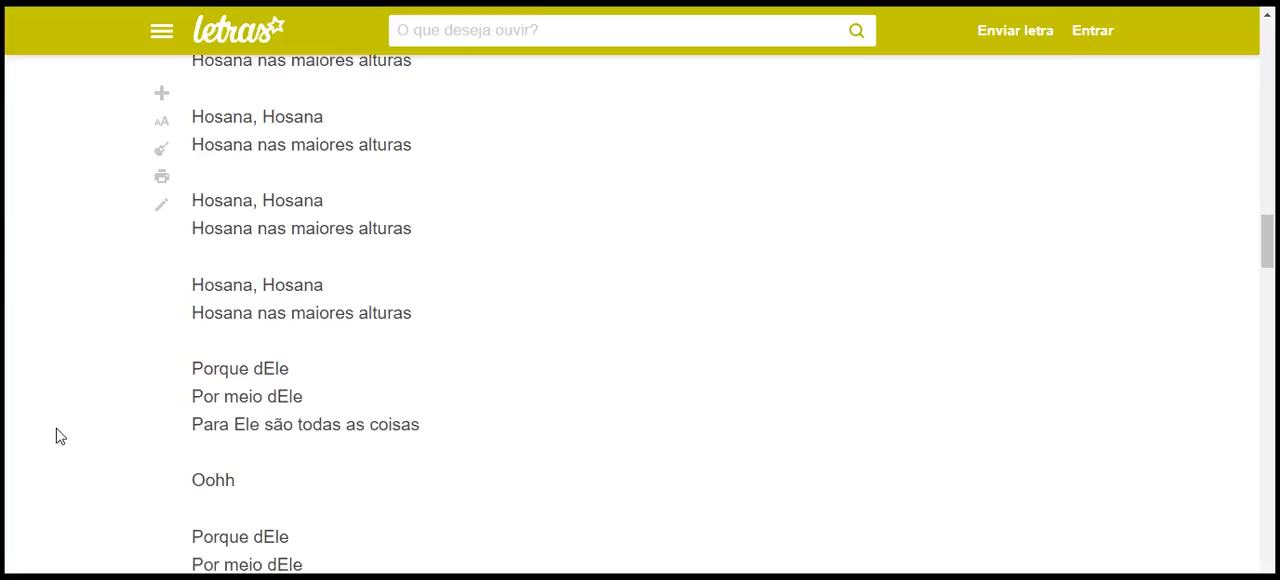 letras
O que deseja ouvir?
Enviar letra
Entrar
Hosana nas maiores alturas
AA
Hosana, Hosana
Hosana nas maiores alturas
Hosana, Hosana
Hosana nas maiores alturas
Hosana, Hosana
Hosana nas maiores alturas
Porque dEle
Por meio dEle
Para Ele são todas as coisas
Oohh
Porque dEle
Por meio dEle